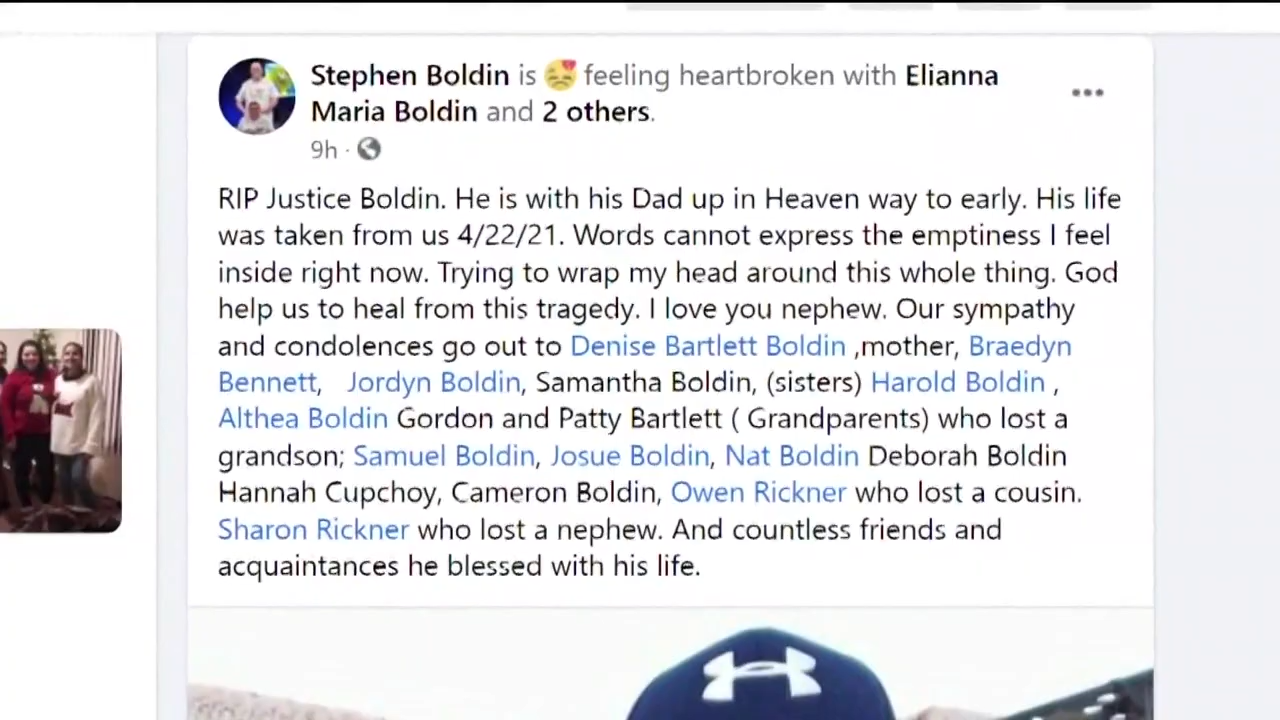 Stephen Boldin is feeling heartbroken with Elianna
Maria Boldin and 2 others.
9h ·
RIP Justice Boldin. He is with his Dad up in Heaven way to early. His life
was taken from us 4/22/21. Words cannot express the emptiness I feel
inside right now. Trying to wrap my head around this whole thing. God
help us to heal from this tragedy. I love you nephew. Our sympathy
and condolences go out to Denise Bartlett Boldin ,mother, Braedyn
Bennett, Jordyn Boldin, Samantha Boldin, (sisters) Harold Boldin ,
Althea Boldin Gordon and Patty Bartlett ( Grandparents) who lost a
grandson; Samuel Boldin, Josue Boldin, Nat Boldin Deborah Boldin
Hannah Cupchoy, Cameron Boldin, Owen Rickner who lost a cousin.
Sharon Rickner who lost a nephew. And countless friends and
acquaintances he blessed with his life.